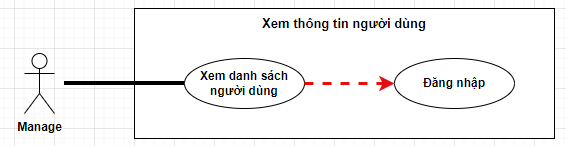 Xem thông tin người dùng
Xem danh sách
người dùng
Đăng nhập
Manage